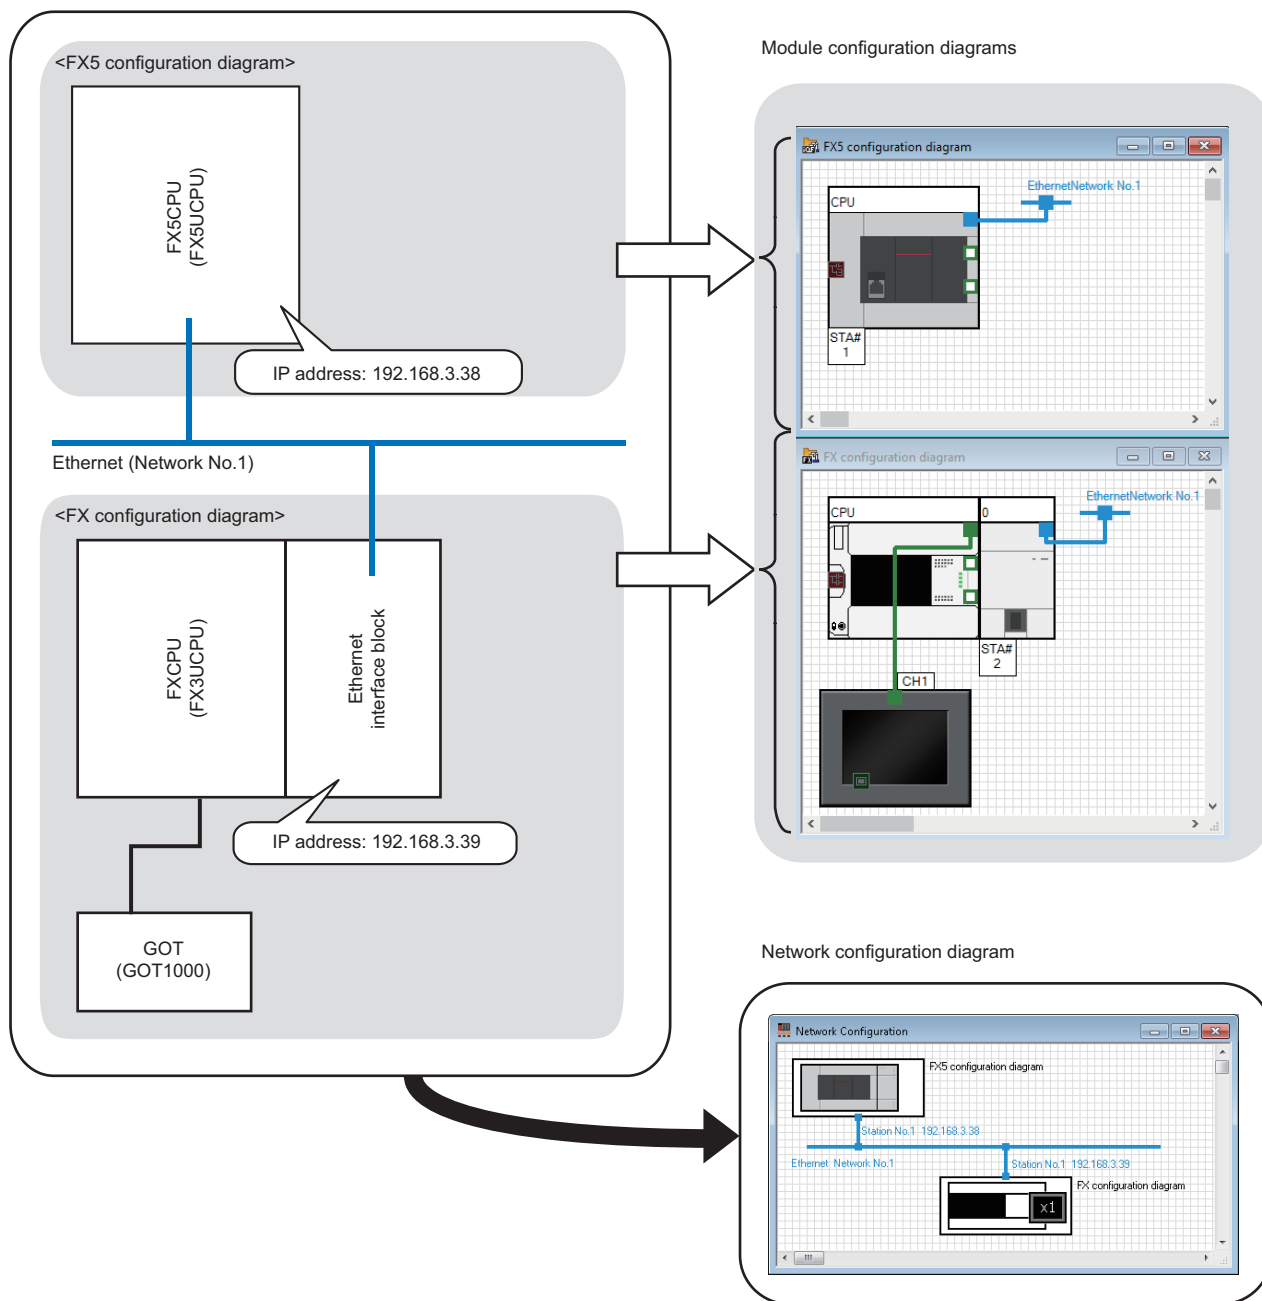 <FX5 configuration diagram>
FX5CPU
(FX5UCPU)
IP address: 192.168.3.38
Ethernet (Network No.1)
<FX configuration diagram>
FXCPU
(FX3UCPU)
Ethernet
interface block
IP address: 192.168.3.39
GOT
(GOT1000)
Module configuration diagrams
FX5 configuration diagram
EthernetNetwork No.1
CPU
STA#
1
FX configuration diagram
EthernetNetwork No.1
CPU
0
STA#
2
CH1
Network configuration diagram
Network Configuration
FX5 configuration diagram
Station No.1 192.168.3.38
Ethernet Network No.1
Station No.1 192.168.3.39
FX configuration diagram
x1